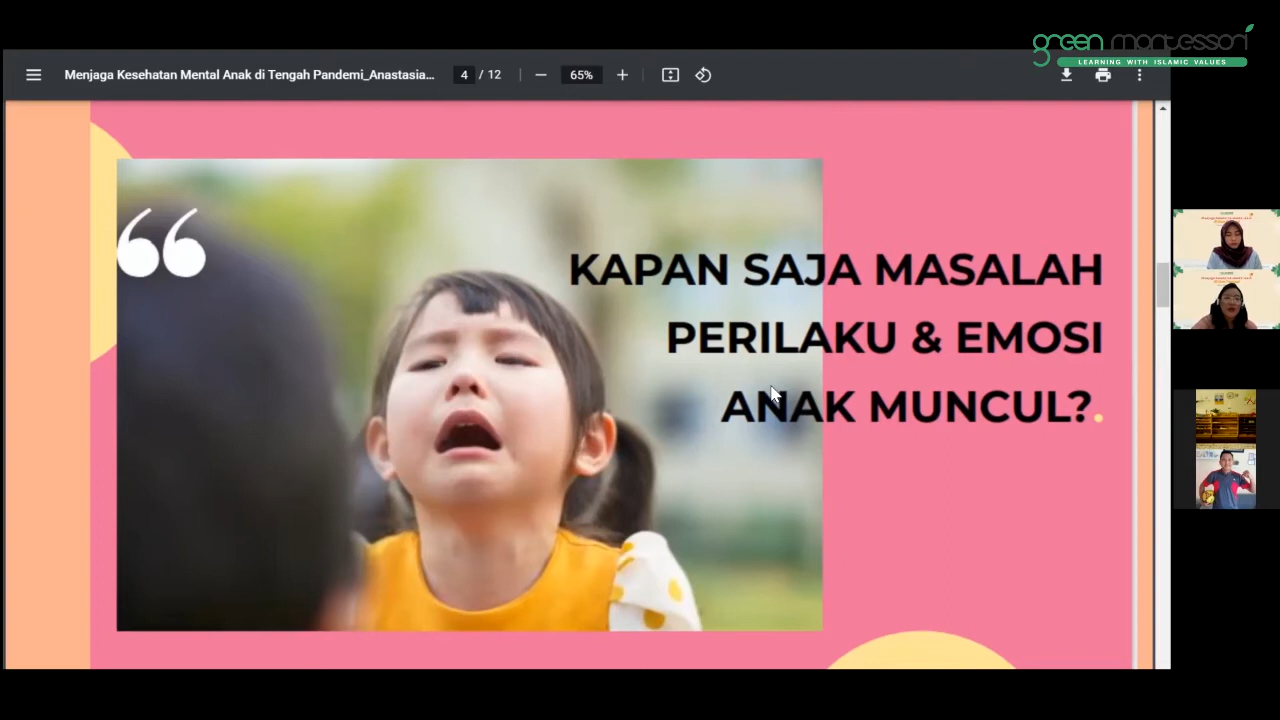 green montessori
LEARNING WITH ISLAMIC VALUES
Menjaga Kesehatan Mental Anak di Tengah Pandemi_Anastasia...
4 / 12
65%
“
KAPAN SAJA MASALAH
PERILAKU & EMOSI
ANAK MUNCUL?.